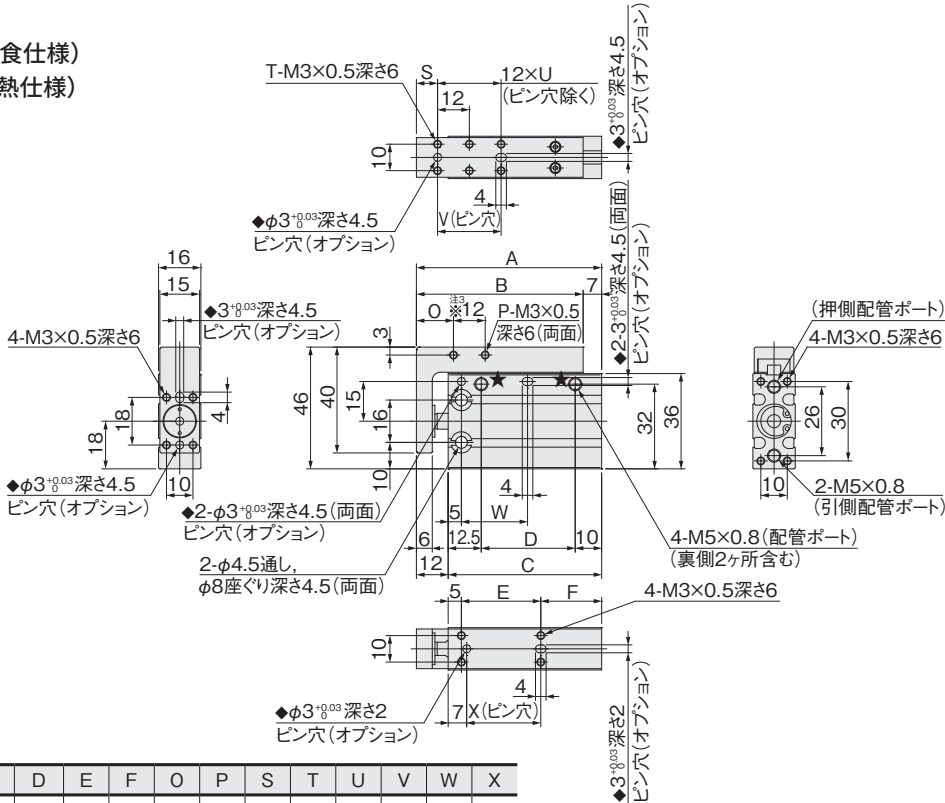 食仕様）
熱仕様）
T-M3×0.5深さ6
S
12×U
（ピン穴除く）
12
◆3 +0.03 0 深さ4.5
ピン穴（オプション）
10
4
V（ピン穴）
◆φ3 +0.03 0 深さ4.5
ピン穴（オプション）
◆2-3 +0.03 0 深さ4.5（両面）
ピン穴（オプション）
16
15
◆3 +0.03 0 深さ4.5
ピン穴（オプション）
4-M3×0.5深さ6
4
18
18
10
◆φ3 +0.03 0 深さ4.5
ピン穴（オプション）
A
B
7
O
注3
※12
P-M3×0.5
深さ6（両面）
3
46
40
15
16
10
★
★
32
36
4
5
W
6
12.5
D
10
12
C
◆2-φ3 +0.03 0 深さ4.5（両面）
ピン穴（オプション）
2-φ4.5通し，
φ8座ぐり深さ4.5（両面）
4-M5×0.8（配管ポート）
（裏側2ヶ所含む）
（押側配管ポート）
4-M3×0.5深さ6
26
30
10
2-M5×0.8
（引側配管ポート）
5
E
F
4-M3×0.5深さ6
10
4
7
X（ピン穴）
◆φ3 +0.03 0 深さ2
ピン穴（オプション）
◆3 +0.03 0 深さ2
ピン穴（オプション）
D E F O P S T U V W X